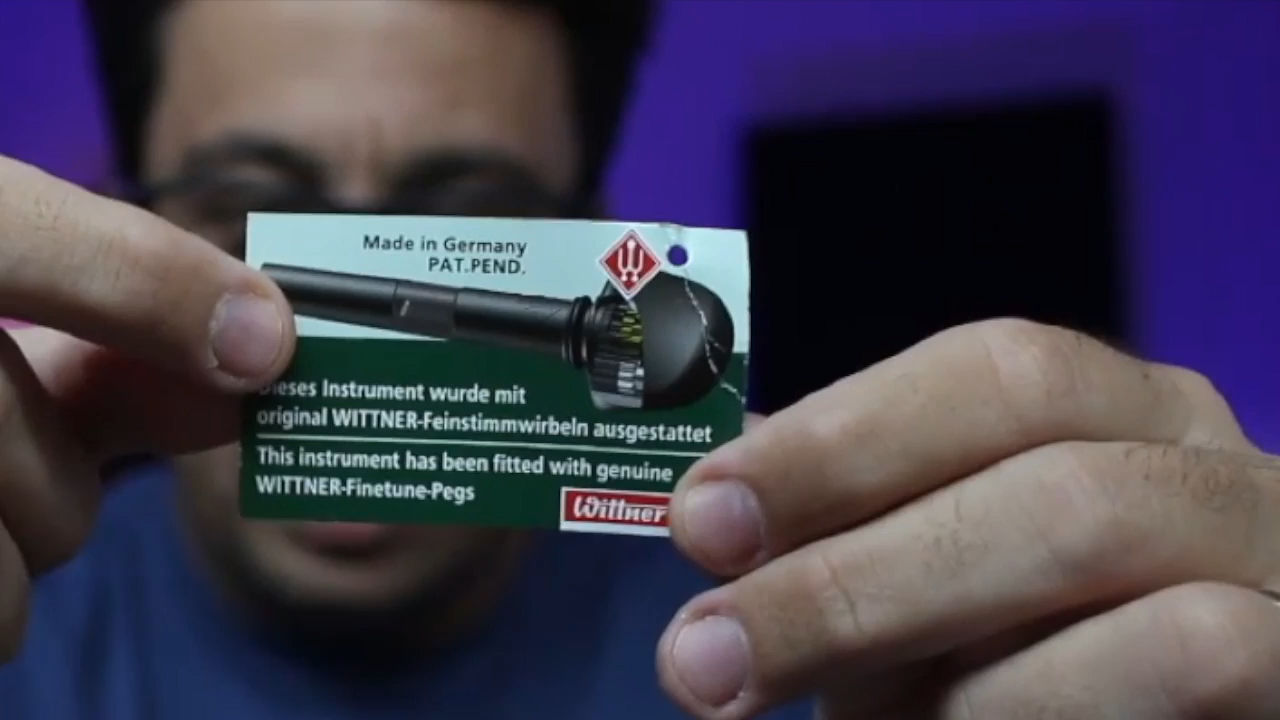 Made in Germany
PAT.PEND.
Dieses Instrument wurde mit
original WITTNER-Feinstimmwirbeln ausgestattet
This instrument has been fitted with genuine
WITTNER-Finetune-Pegs
Wittner